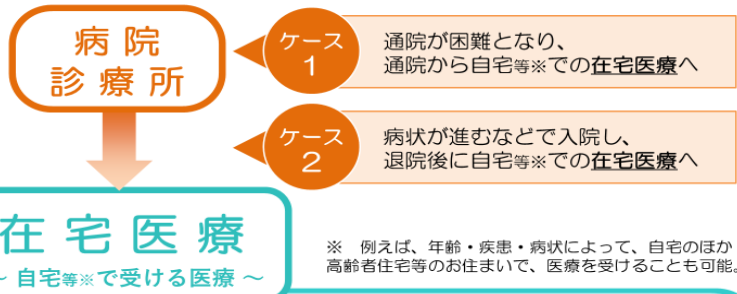 病院
診療所
ケース
1
通院が困難となり、
通院から自宅等※での在宅医療へ
ケース
2
病状が進むなどで入院し、
退院後に自宅等※での在宅医療へ
在宅医療
～ 自宅等※で受ける医療 ～
※　例えば、年齢・疾患・病状によって、自宅のほか
高齢者住宅等のお住まいで、医療を受けることも可能。